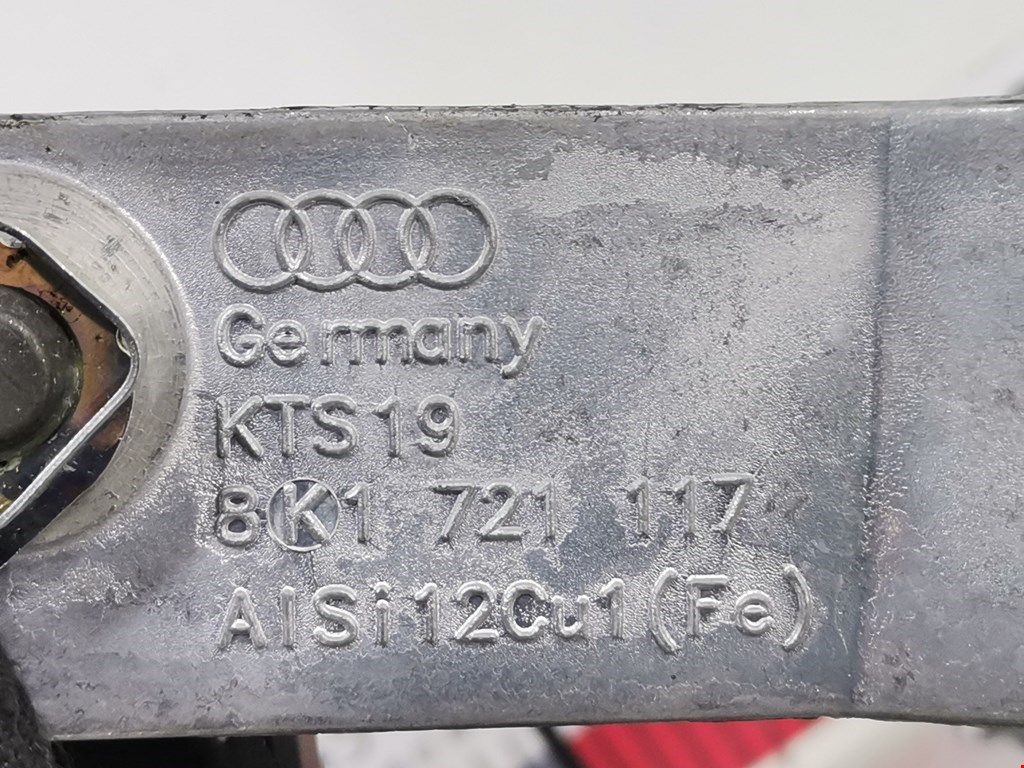 Germany
KTS19
8K1 721 117
AlSi12Cu1(Fe)